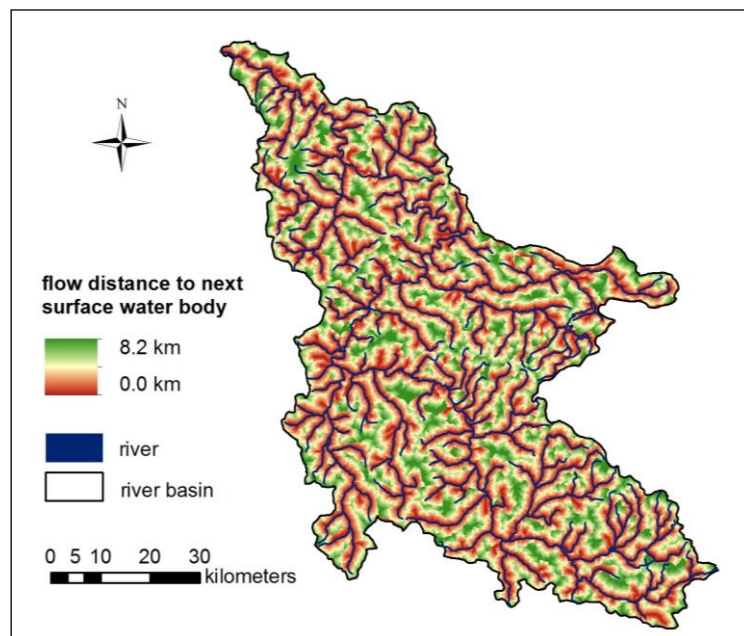 N
flow distance to next
surface water body
8.2 km
0.0 km
river
river basin
0 5 10 20 30
kilometers